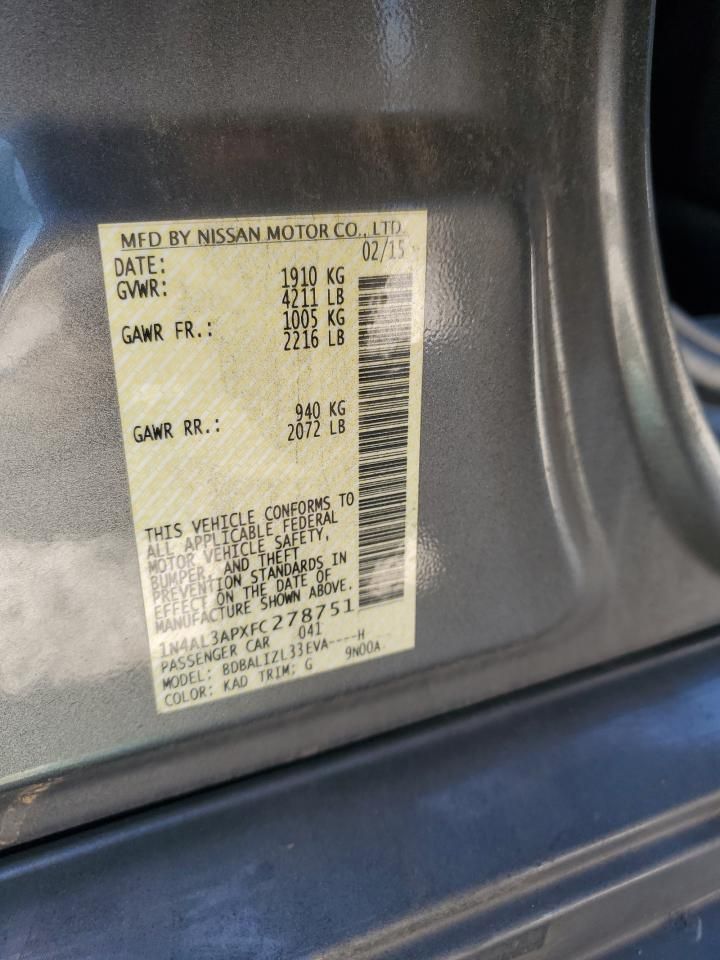 MFD BY NISSAN MOTOR CO., LTD.
DATE: 02/15
GVWR: 1910 KG
4211 LB
GAWR FR.: 1005 KG
2216 LB
GAWR RR.: 940 KG
2072 LB
THIS VEHICLE CONFORMS TO
ALL APPLICABLE FEDERAL
MOTOR VEHICLE SAFETY,
BUMPER, AND THEFT
PREVENTION STANDARDS IN
EFFECT ON THE DATE OF
MANUFACTURE SHOWN ABOVE.
1N4AL3APXFC278751
PASSENGER CAR 041
MODEL: BDBALIZL33EVA----H
COLOR: KAD TRIM: G 9N00A